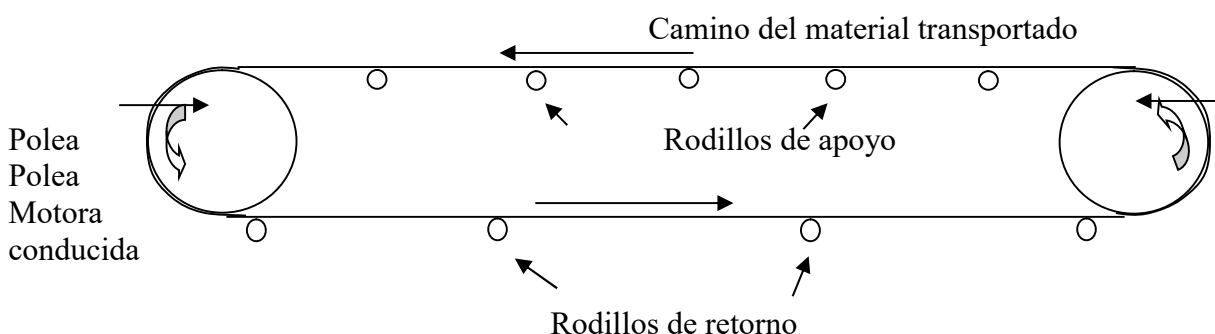 Camino del material transportado
Rodillos de apoyo
Polea
Polea
Motora
conducida
Rodillos de retorno